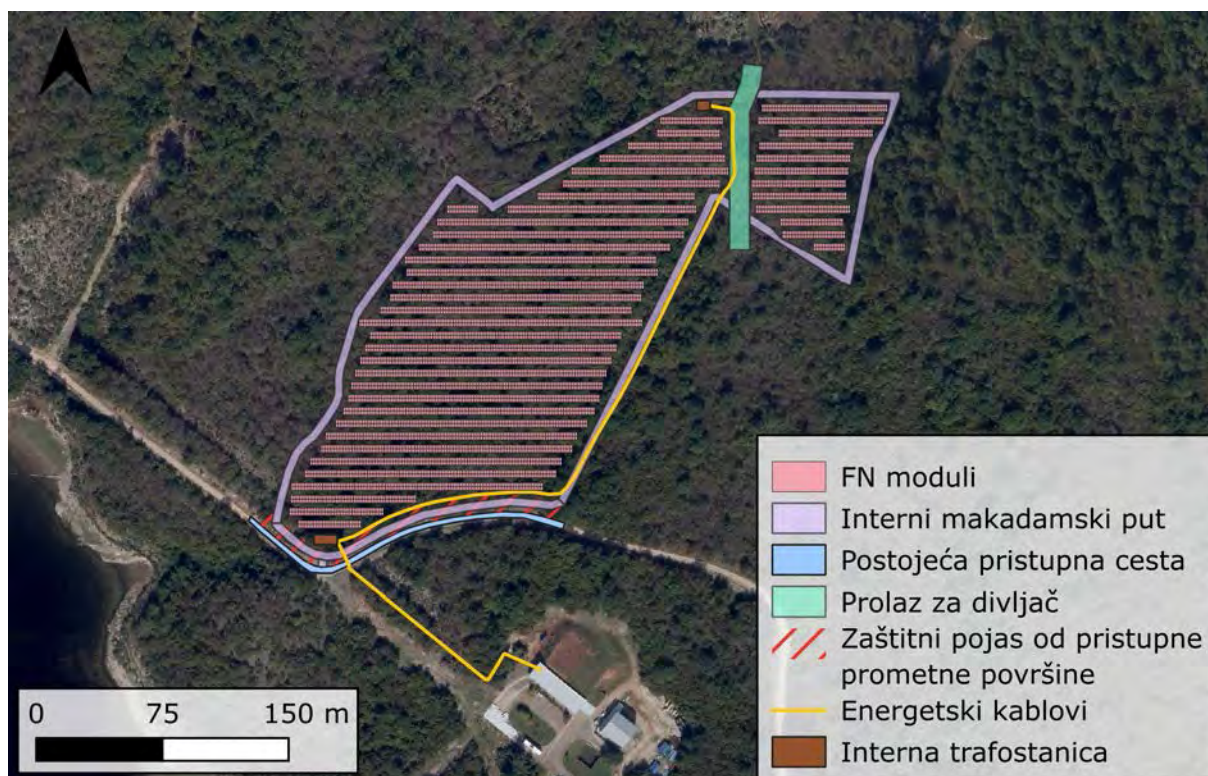 FN moduli
Interni makadamski put
Postojeća pristupna cesta
Prolaz za divljač
Zaštitni pojas od pristupne
prometne površine
Energetski kablovi
Interna trafostanica
0 75 150 m